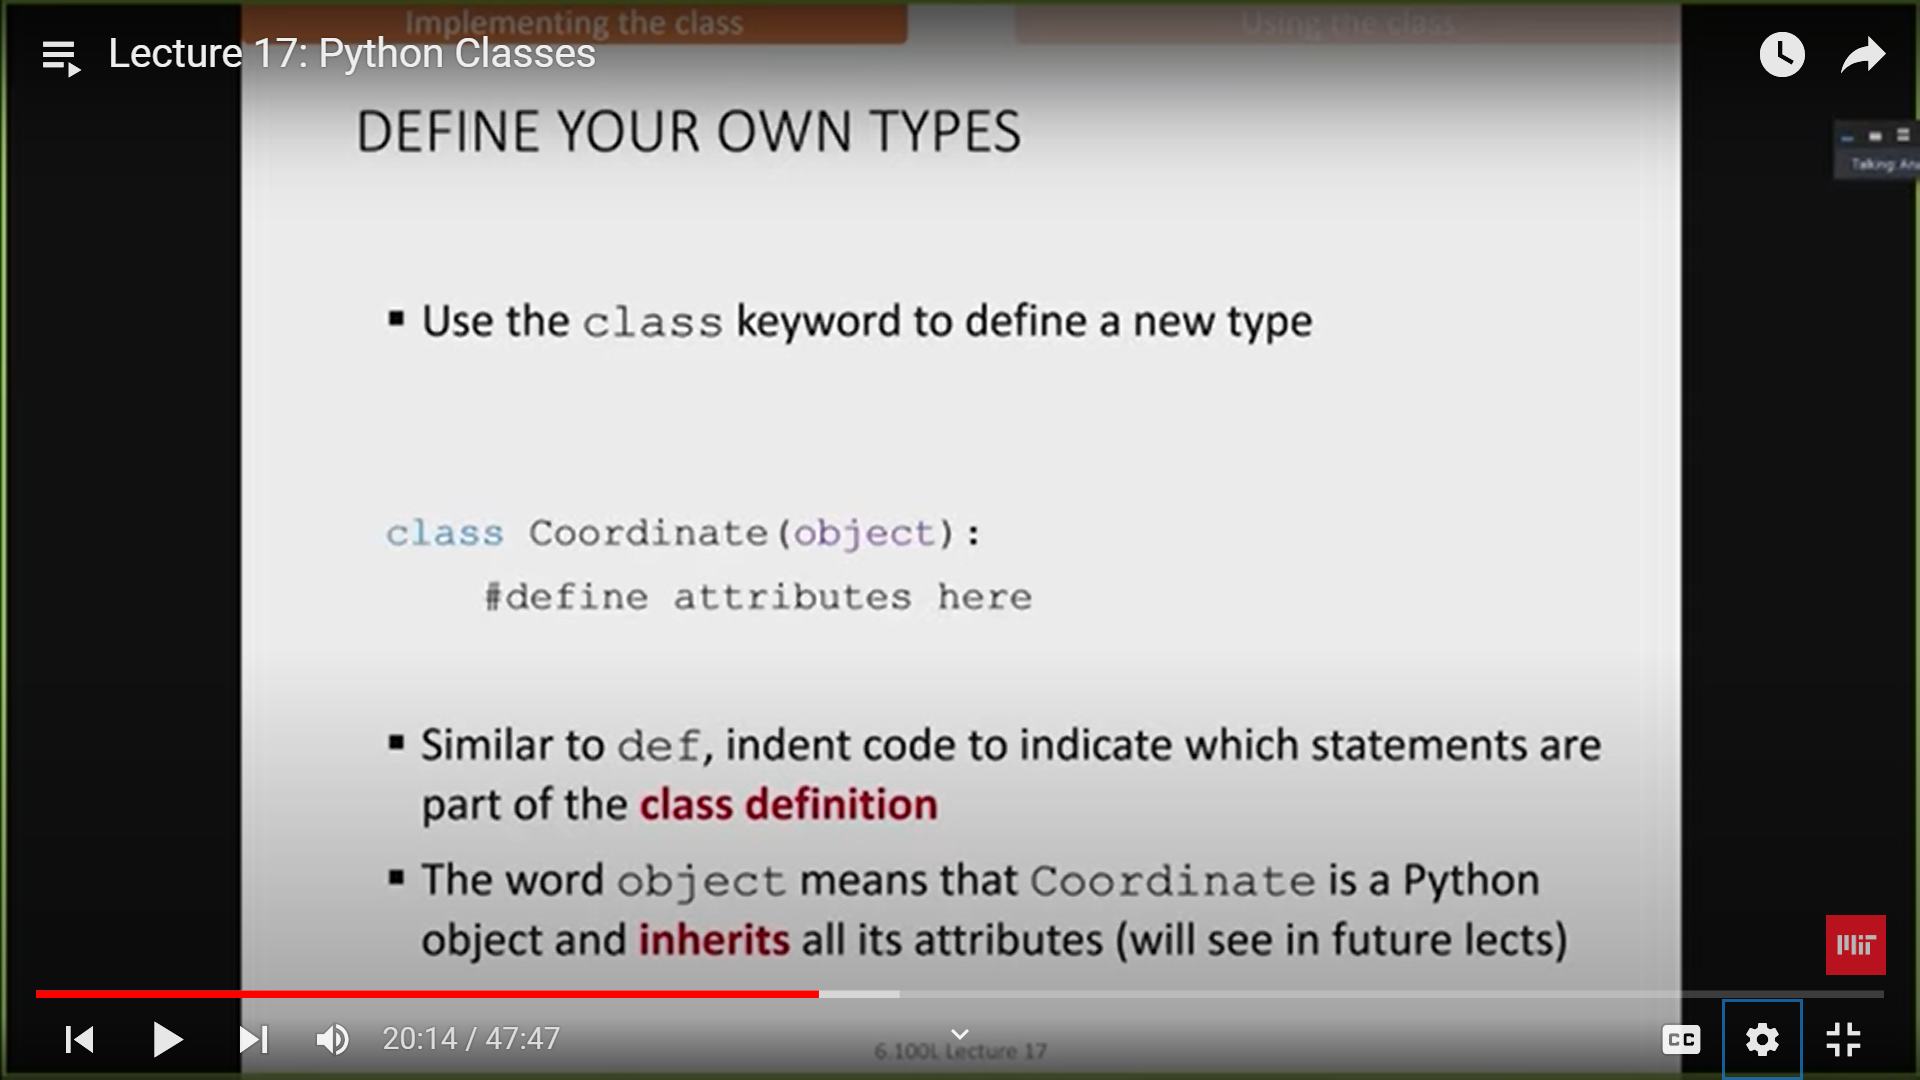 Implementing the class
Using the class
Lecture 17: Python Classes
DEFINE YOUR OWN TYPES
Talking:
▪ Use the class keyword to define a new type
class Coordinate(object):
#define attributes here
▪ Similar to def, indent code to indicate which statements are
part of the class definition
▪ The word object means that Coordinate is a Python
object and inherits all its attributes (will see in future lects)
MIT
20:14 / 47:47
CC
6.100L Lecture 17